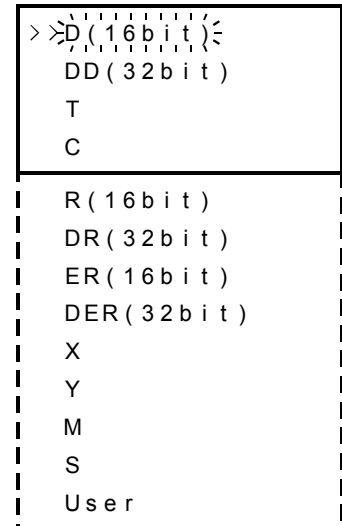 >>D(16bit)
DD(32bit)
T
C
R(16bit)
DR(32bit)
ER(16bit)
DER(32bit)
X
Y
M
S
User